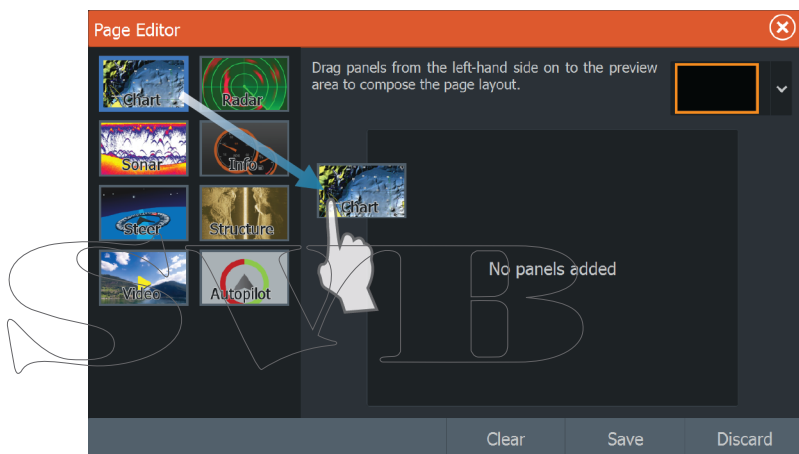 Page Editor
Chart
Radar
Sonar
Info
Steer
Structure
Video
Autopilot
Drag panels from the left-hand side on to the preview
area to compose the page layout.
Chart
No panels added
Clear
Save
Discard
SVB